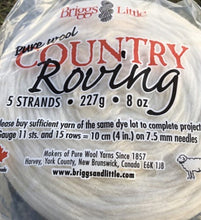 Briggs & Little
Pure wool
COUNTRY
Roving
5 STRANDS • 227g • 8 oz
Please buy sufficient yarn of the same dye lot to complete project
Gauge 11 sts. and 15 rows = 10 cm (4 in.) on 7.5 mm needles
Makers of Pure Wool Yarns Since 1857
Harvey, York County, New Brunswick, Canada E6K 1J8
www.briggsandlittle.com